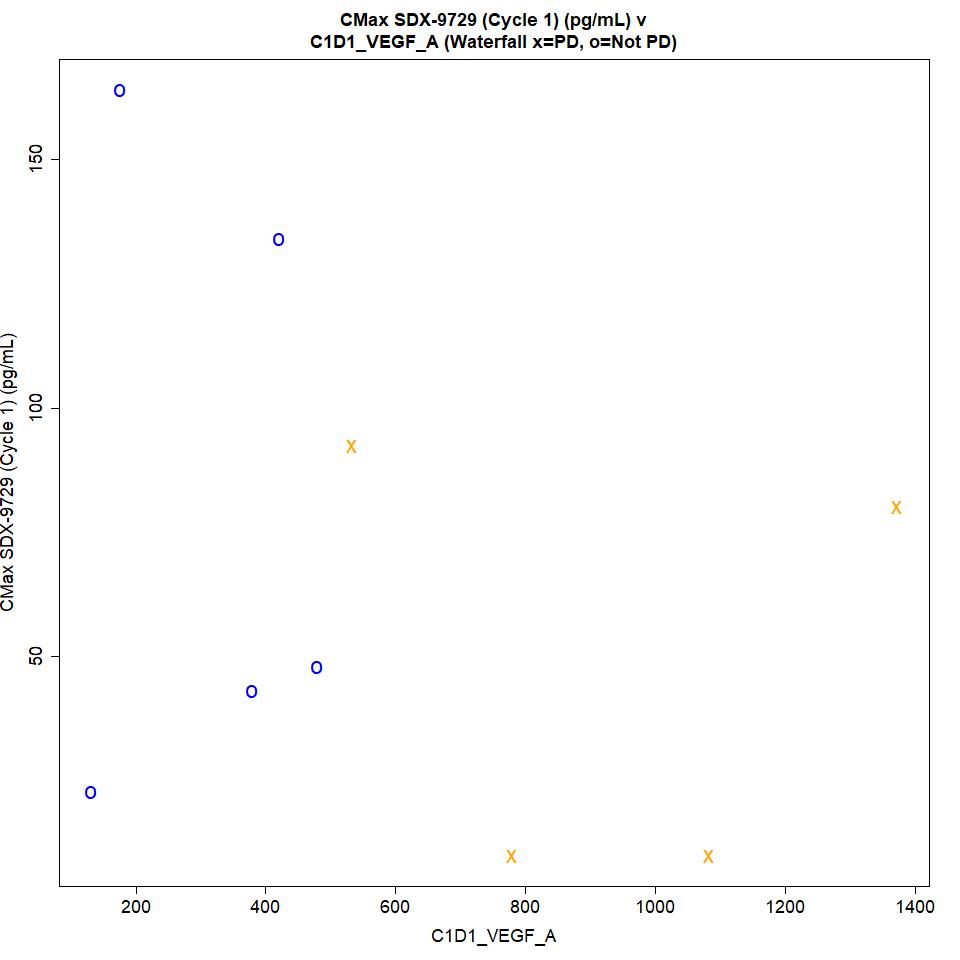 CMax SDX-9729 (Cycle 1) (pg/mL) v
C1D1_VEGF_A (Waterfall x=PD, o=Not PD)
CMax SDX-9729 (Cycle 1) (pg/mL)
150
100
50
O
O
X
X
O
O
O
X
X
200
400
600
800
1000
1200
1400
C1D1_VEGF_A